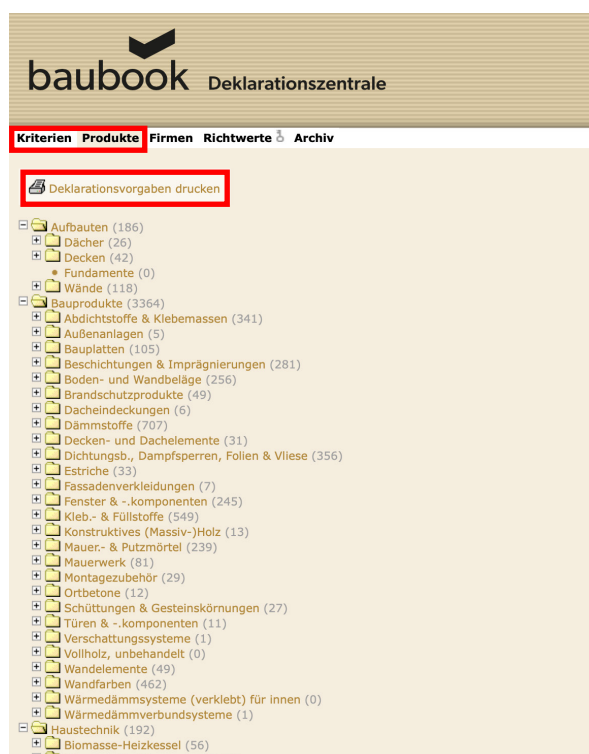 baubook Deklarationszentrale
Kriterien Produkte Firmen Richtwerte Archiv
Deklarationsvorgaben drucken
Aufbauten (186)
Dächer (26)
Decken (42)
Fundamente (0)
Wände (118)
Bauprodukte (3364)
Abdichtstoffe & Klebemassen (341)
Außenanlagen (5)
Bauplatten (105)
Beschichtungen & Imprägnierungen (281)
Boden- und Wandbeläge (256)
Brandschutzprodukte (49)
Dacheindeckungen (6)
Dämmstoffe (707)
Decken- und Dachelemente (31)
Dichtungsb., Dampfsperren, Folien & Vliese (356)
Estriche (33)
Fassadenverkleidungen (7)
Fenster & -.komponenten (245)
Kleb.- & Füllstoffe (549)
Konstruktives (Massiv-)Holz (13)
Mauer.- & Putzmörtel (239)
Mauerwerk (81)
Montagezubehör (29)
Ortbetone (12)
Schüttungen & Gesteinskörnungen (27)
Türen & -.komponenten (11)
Verschattungssysteme (1)
Vollholz, unbehandelt (0)
Wandelemente (49)
Wandfarben (462)
Wärmedämmsysteme (verklebt) für innen (0)
Wärmedämmverbundsysteme (1)
Haustechnik (192)
Biomasse-Heizkessel (56)